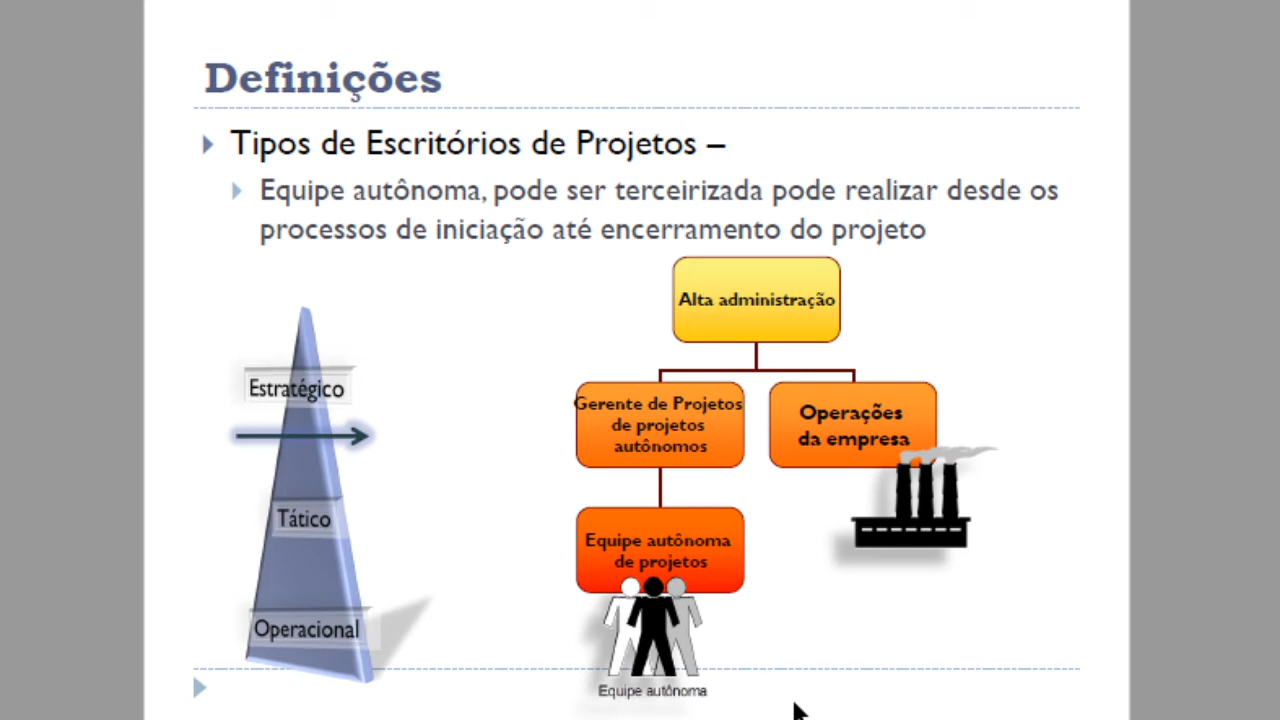 Definições
Tipos de Escritórios de Projetos –
Equipe autônoma, pode ser terceirizada pode realizar desde os
processos de iniciação até encerramento do projeto
Alta administração
Estratégico
Gerente de Projetos
de projetos
autônomos
Operações
da empresa
Tático
Equipe autônoma
de projetos
Operacional
Equipe autônoma